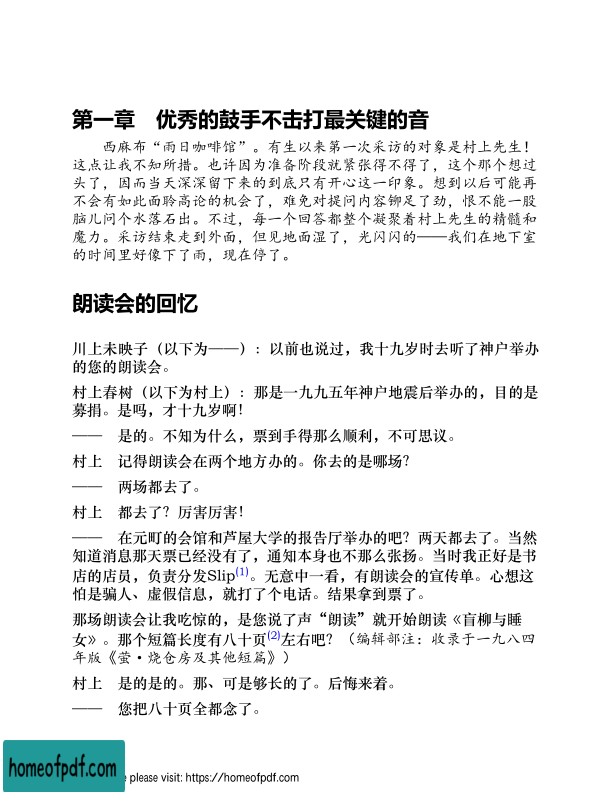 第一章　优秀的鼓手不击打最关键的音
西麻布“雨日咖啡馆”。有生以来第一次采访的对象是村上先生！
这点让我不知所措。也许因为准备阶段就紧张得不得了，这个那个想过
头了，因而当天深深留下来的到底只有开心这一印象。想到以后可能再
不会有如此面聆高论的机会了，难免对提问内容铆足了劲，恨不能一股
脑儿问个水落石出。不过，每一个回答都整个凝聚着村上先生的精髓和
魔力。采访结束走到外面，但见地面湿了，光闪闪的——我们在地下室
的时间里好像下了雨，现在停了。
朗读会的回忆
川上未映子（以下为——）：以前也说过，我十九岁时去听了神户举办
的您的朗读会。
村上春树（以下为村上）：那是一九九五年神户地震后举办的，目的是
募捐。是吗，才十九岁啊！
——　是的。不知为什么，票到手得那么顺利，不可思议。
村上　记得朗读会在两个地方办的。你去的是哪场？
——　两场都去了。
村上　都去了？厉害厉害！
——　在元町的会馆和芦屋大学的报告厅举办的吧？两天都去了。当然
知道消息那天票已经没有了，通知本身也不那么张扬。当时我正好是书
店的店员，负责分发Slip(1)。无意中一看，有朗读会的宣传单。心想这
怕是骗人、虚假信息，就打了个电话。结果拿到票了。
那场朗读会让我吃惊的，是您说了声“朗读”就开始朗读《盲柳与睡
女》。那个短篇长度有八十页(2)左右吧？（编辑部注：收录于一九八四
年版《萤·烧仓房及其他短篇》）
村上　是的是的。那、可是够长的了。后悔来着。
——　您把八十页全都念了。
homeofpdf.com
e please visit: https://homeofpdf.com